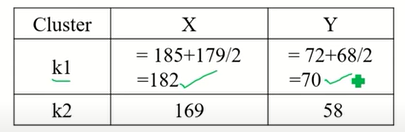 Cluster X Y
k1 = 185+179/2 = 72+68/2
=182 =70
k2 169 58